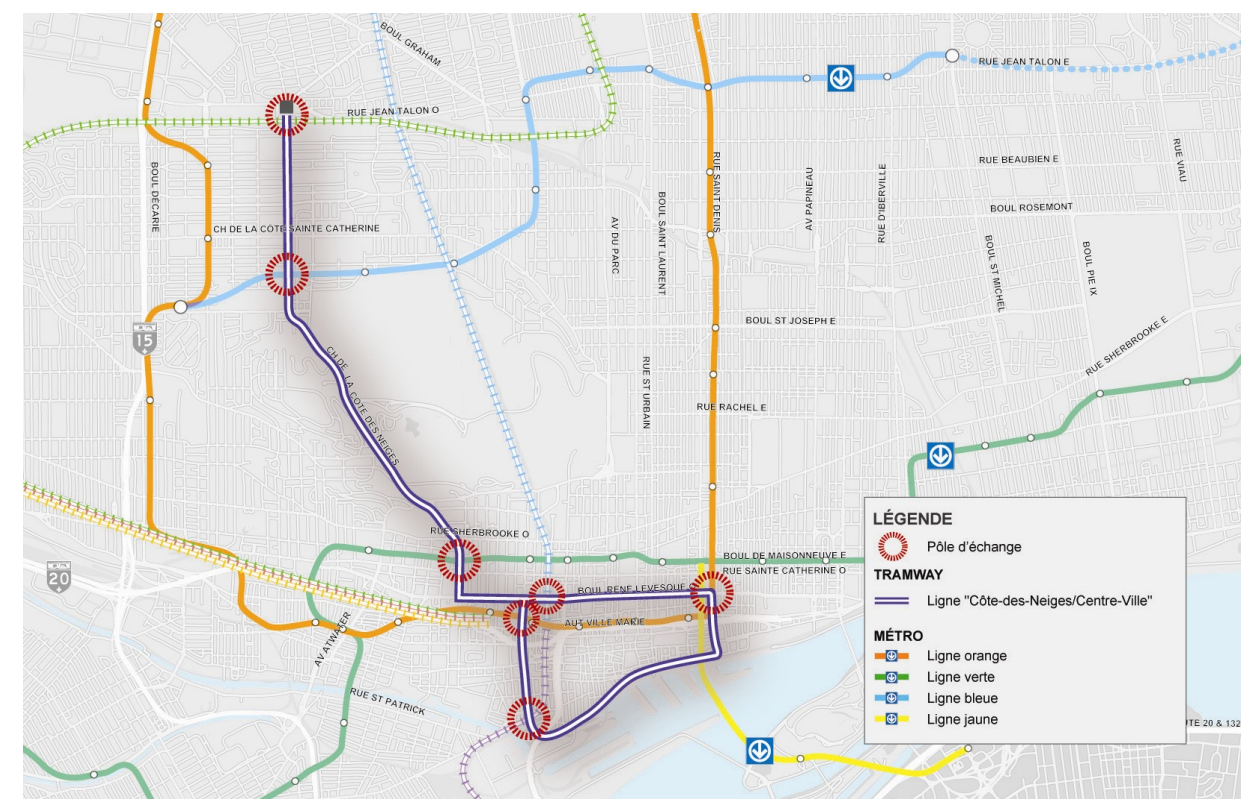 BOUL GRAHAM
RUE JEAN TALON E
RUE JEAN TALON O
RUE BEAUBIEN E
RUE VIAU
BOUL DÉCARIE
RUE SAINT DENIS
AV PAPINEAU
RUE D'IBERVILLE
BOUL SAINT LAURENT
AV DU PARC
BOUL ROSEMONT
CH DE LA COTE SAINTE CATHERINE
BOUL ST MICHEL
BOUL PIE IX
BOUL ST JOSEPH E
15
RUE SHERBROOKE E
CH DE LA COTE DES NEIGES
RUE ST URBAIN
RUE RACHEL E
RUE SHERBROOKE O
BOUL DE MAISONNEUVE E
RUE SAINTE CATHERINE O
20
BOUL RENÉ LEVESQUE O
AUT VILLE MARIE
AV ATWATER
RUE ST PATRICK
LÉGENDE
Pôle d'échange
TRAMWAY
Ligne "Côte-des-Neiges/Centre-Ville"
MÉTRO
Ligne orange
Ligne verte
Ligne bleue
Ligne jaune
UTE 20 & 132